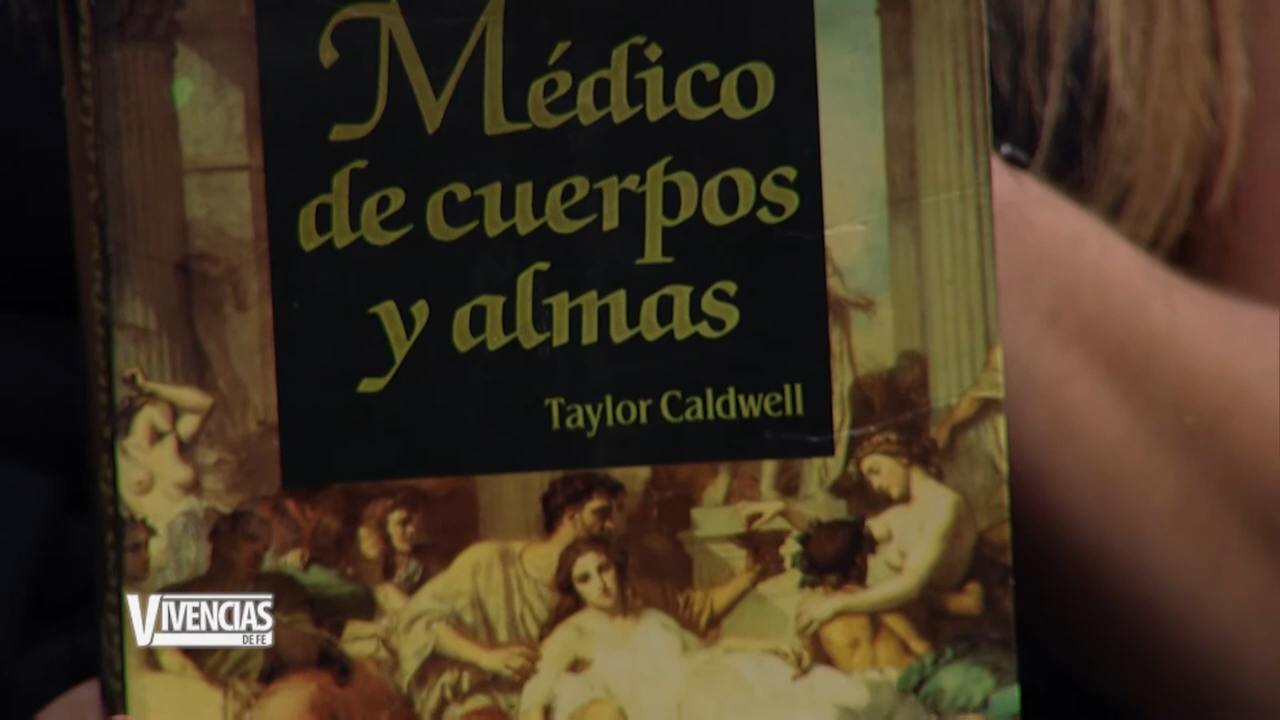 Médico
de cuerpos
y almas
Taylor Caldwell
VIVENCIAS
DE FE